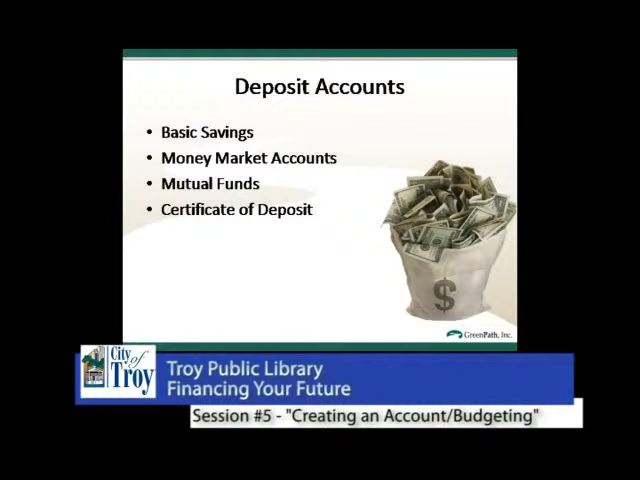 Deposit Accounts
• Basic Savings
• Money Market Accounts
• Mutual Funds
• Certificate of Deposit
$
GreenPath, Inc.
City of Troy
Troy Public Library
Financing Your Future
Session #5 - "Creating an Account/Budgeting"